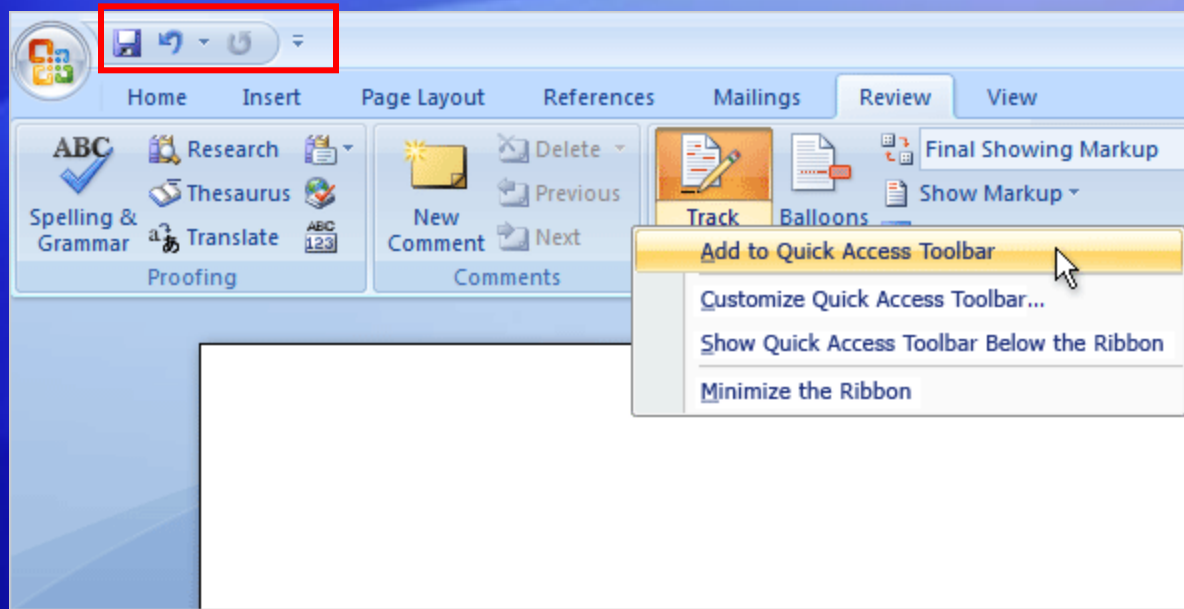 Home Insert Page Layout References Mailings Review View
ABC
Spelling &
Grammar
Research
Thesaurus
Translate
ABC
123
Proofing
New
Comment
Delete
Previous
Next
Comments
Track
Balloons
Final Showing Markup
Show Markup
Add to Quick Access Toolbar
Customize Quick Access Toolbar...
Show Quick Access Toolbar Below the Ribbon
Minimize the Ribbon